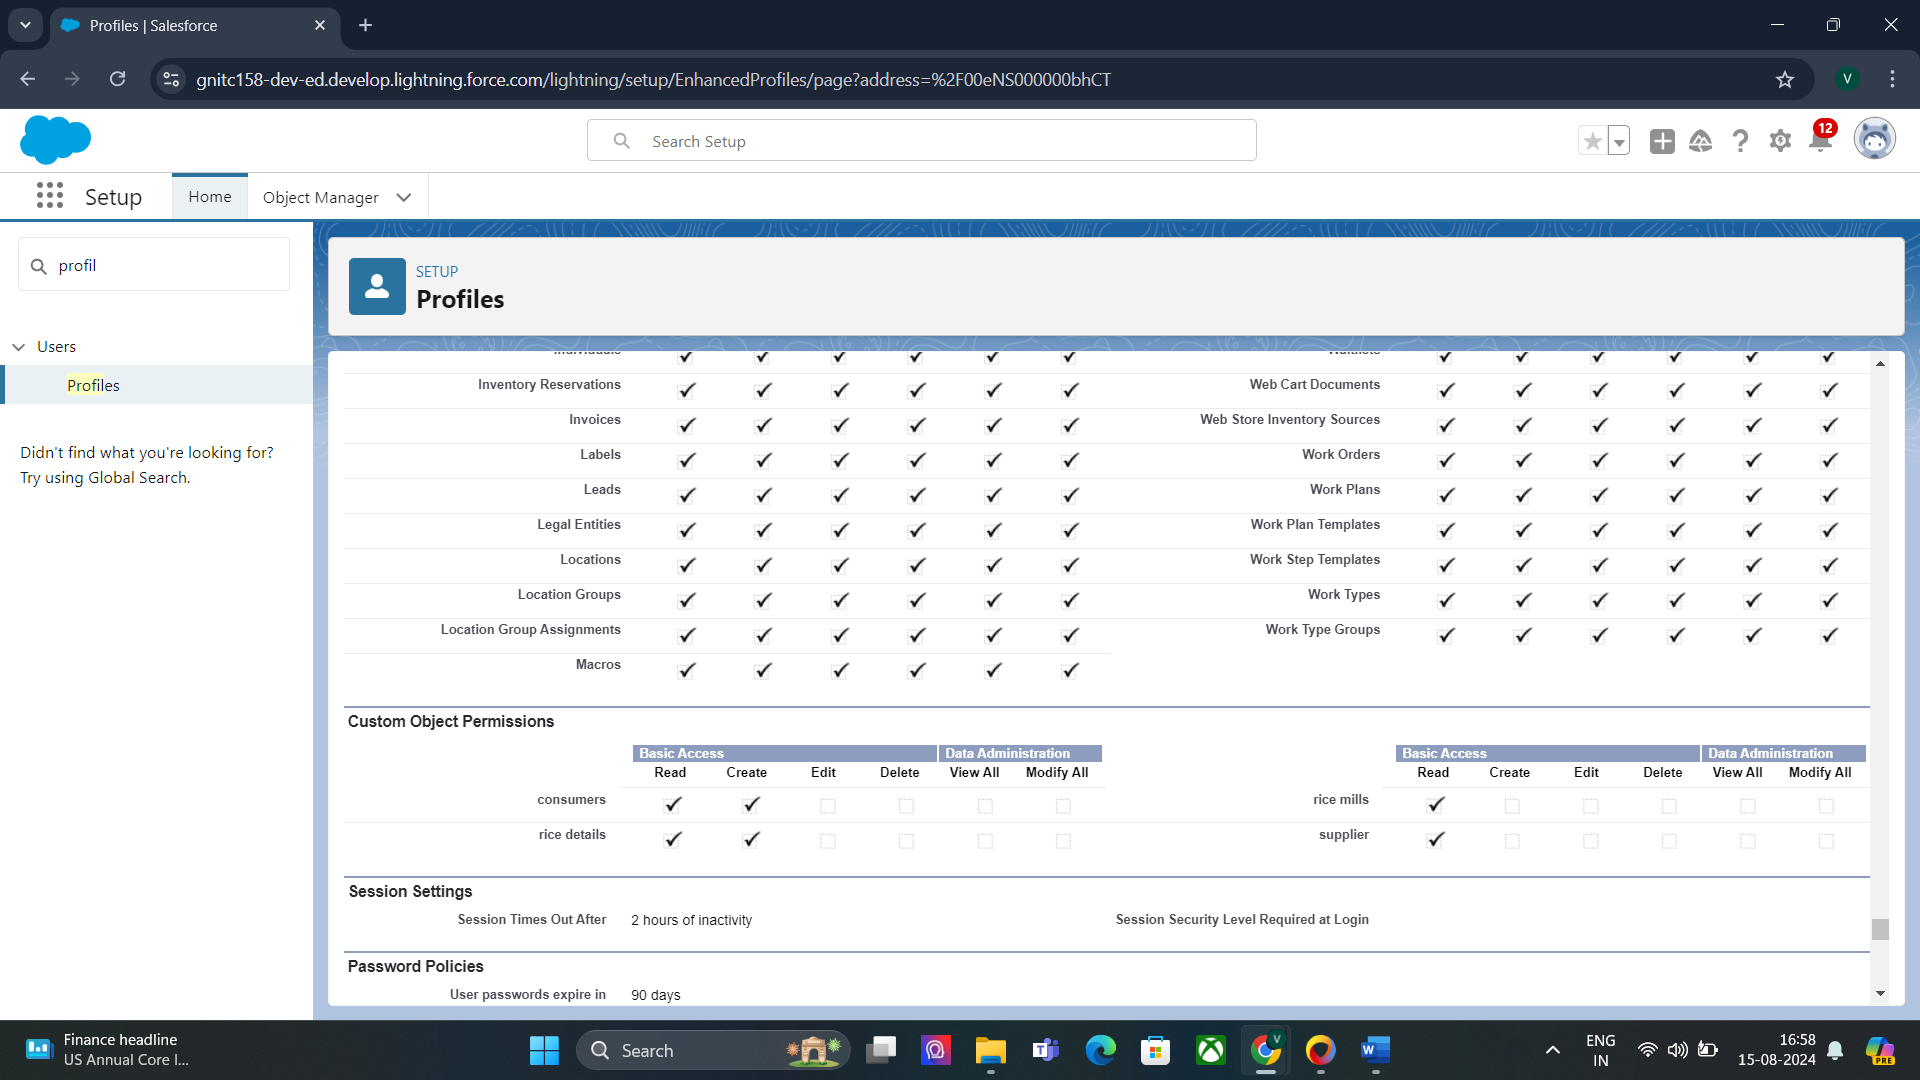 Profiles | Salesforce
gnitc158-dev-ed.develop.lightning.force.com/lightning/setup/EnhancedProfiles/page?address=%2F00eNS000000bhCT
V
Search Setup
12
Setup
Home
Object Manager
profil
Users
Profiles
Didn't find what you're looking for?
Try using Global Search.
SETUP
Profiles
Inventory Reservations
Web Cart Documents
Invoices
Web Store Inventory Sources
Labels
Work Orders
Leads
Work Plans
Legal Entities
Work Plan Templates
Locations
Work Step Templates
Location Groups
Work Types
Location Group Assignments
Work Type Groups
Macros
Custom Object Permissions
Basic Access Data Administration
Basic Access Data Administration
Read Create Edit Delete View All Modify All
Read Create Edit Delete View All Modify All
consumers
rice mills
rice details
supplier
Session Settings
Session Times Out After 2 hours of inactivity
Session Security Level Required at Login
Password Policies
User passwords expire in 90 days
Finance headline
US Annual Core I...
Search
V
ENG
IN
16:58
15-08-2024
PRE